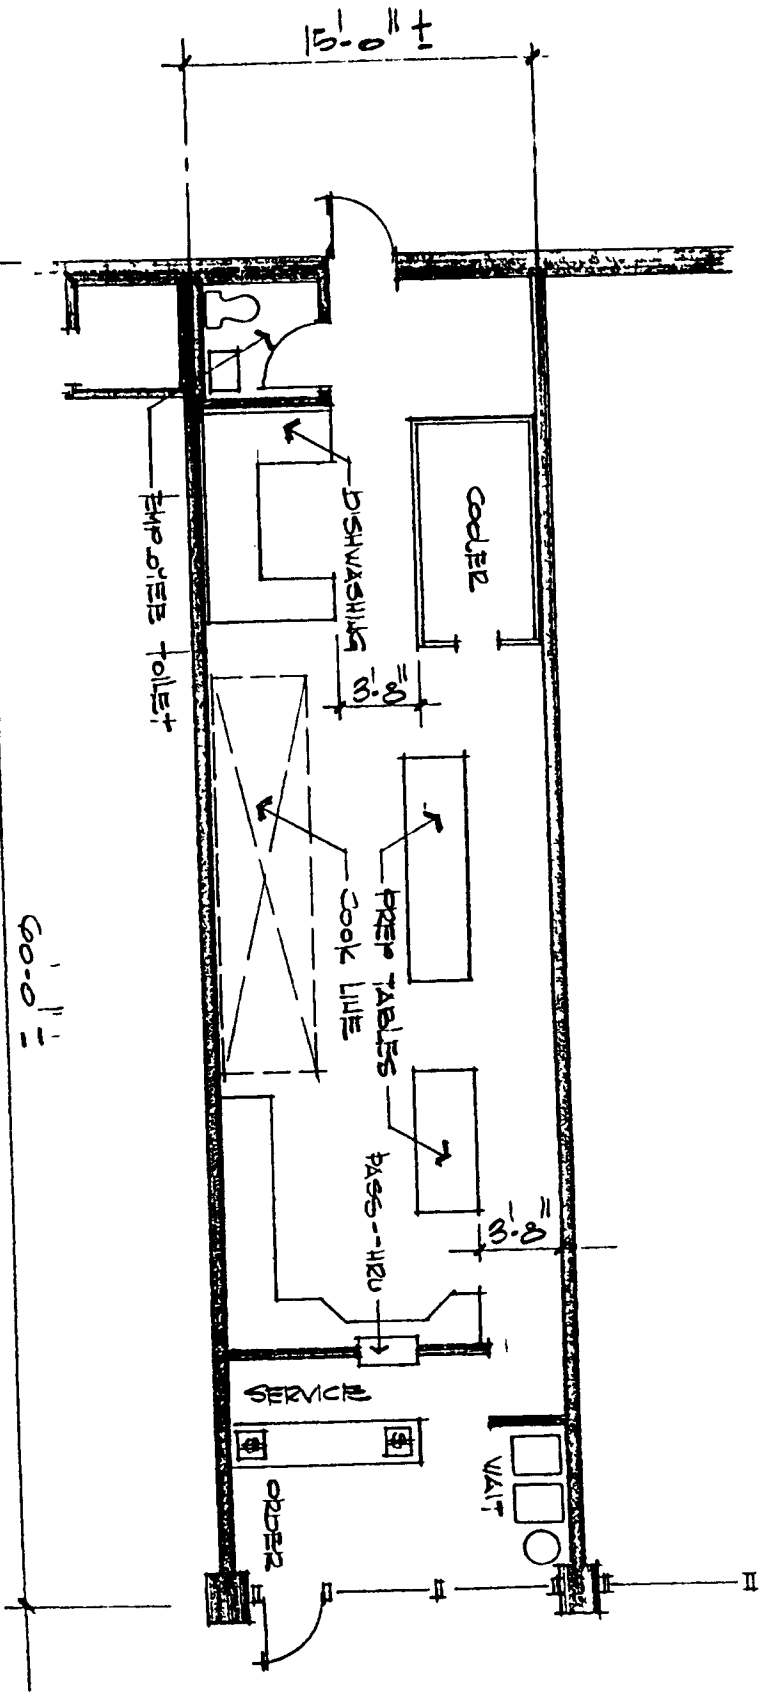 15'-0" ±
COOLER
DISHWASHING
EMPLOYEE TOILET
3'-8"
PREP TABLES
COOK LINE
60'-0"
PASS-THRU
3'-8"
SERVICE
$ $
WAIT
ORDER